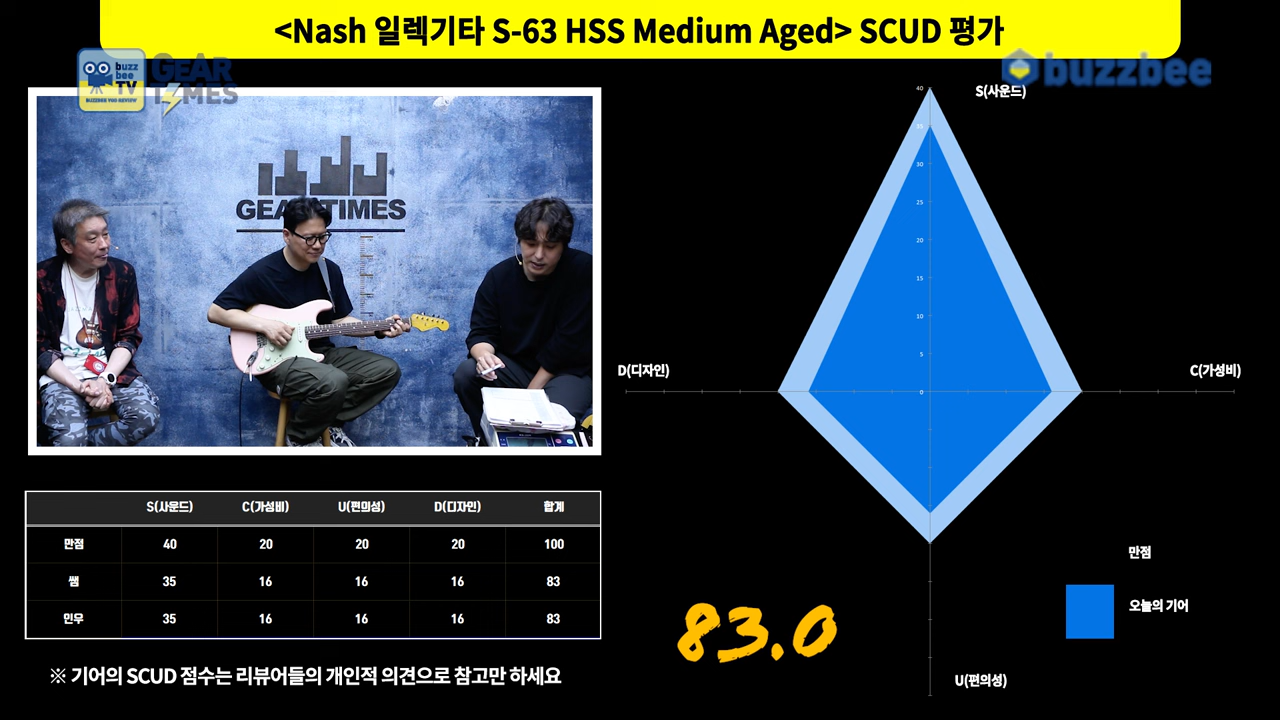 <Nash 일렉기타 S-63 HSS Medium Aged> SCUD 평가
buzz
bee
TV
BUZZBEE YOU REVIEW
GEAR
TIMES
buzzbee
GEAR TIMES
S(사운드)
40
35
30
25
20
15
10
5
0
D(디자인)
C(가성비)
U(편의성)
만점
오늘의 기어
S(사운드) C(가성비) U(편의성) D(디자인) 합계
만점 40 20 20 20 100
쌤 35 16 16 16 83
민우 35 16 16 16 83
83.0
※ 기어의 SCUD 점수는 리뷰어들의 개인적 의견으로 참고만 하세요